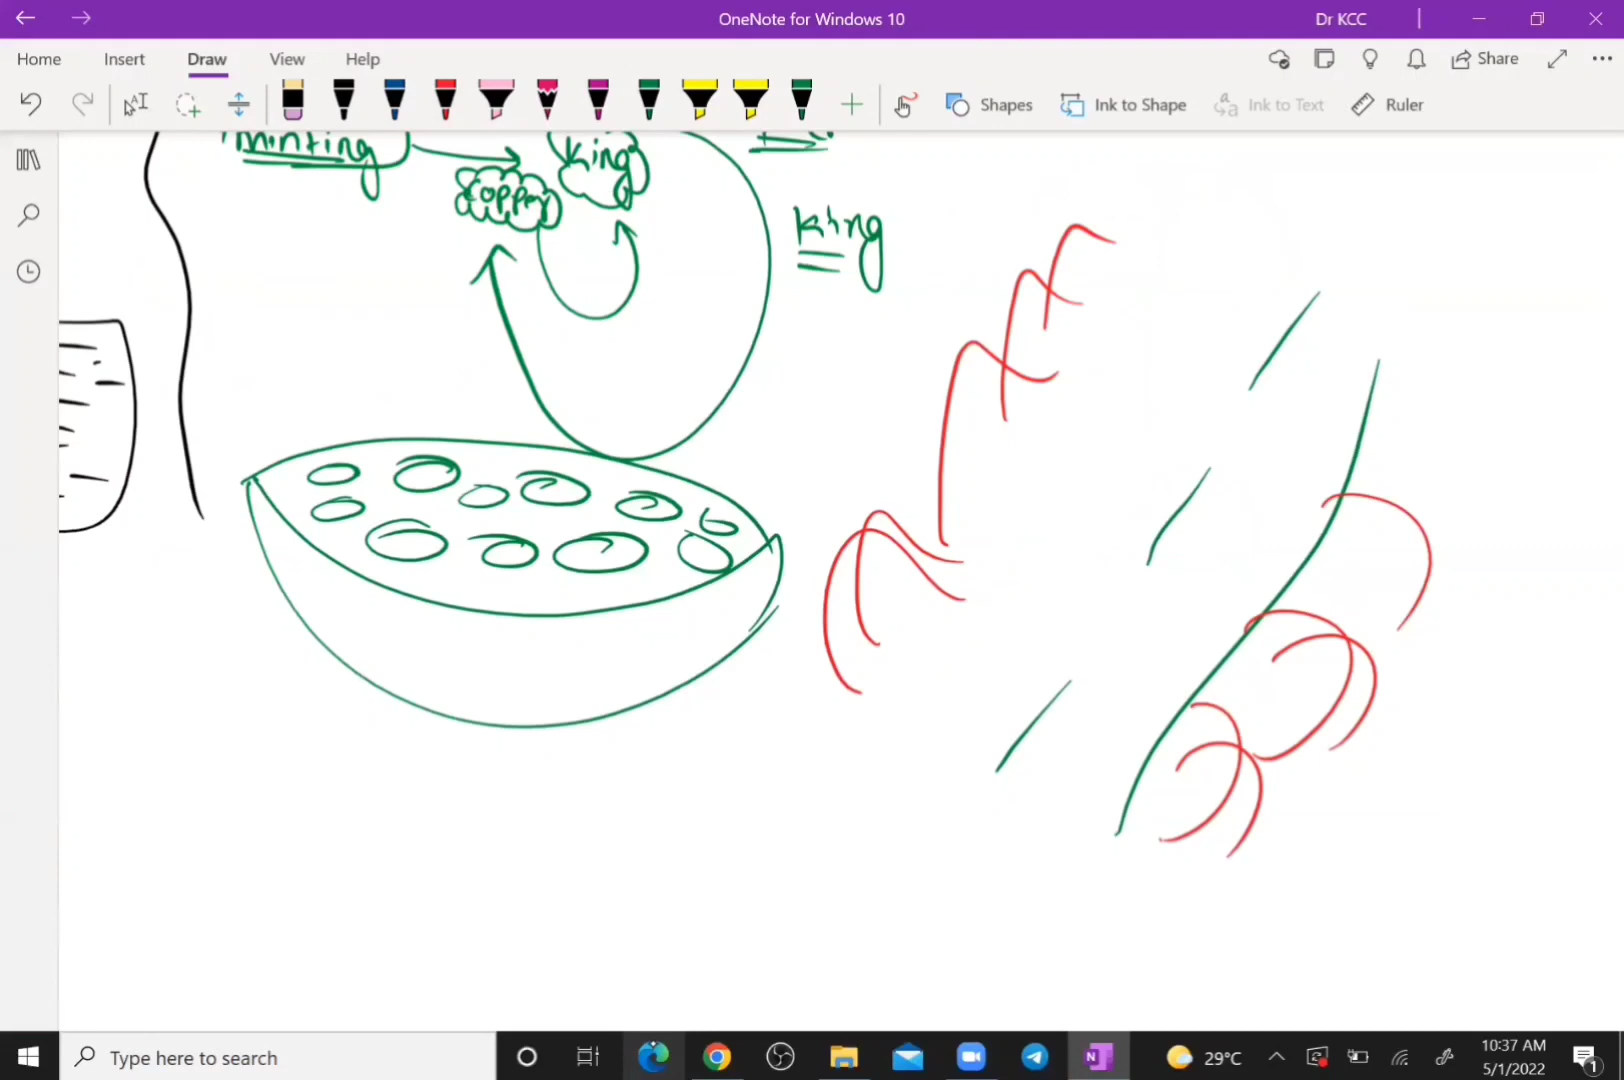 OneNote for Windows 10
Dr KCC
Home Insert Draw View Help
Share
Shapes
Ink to Shape
Ink to Text
Ruler
minting
king
copper
king
Type here to search
29°C
10:37 AM
5/1/2022
1